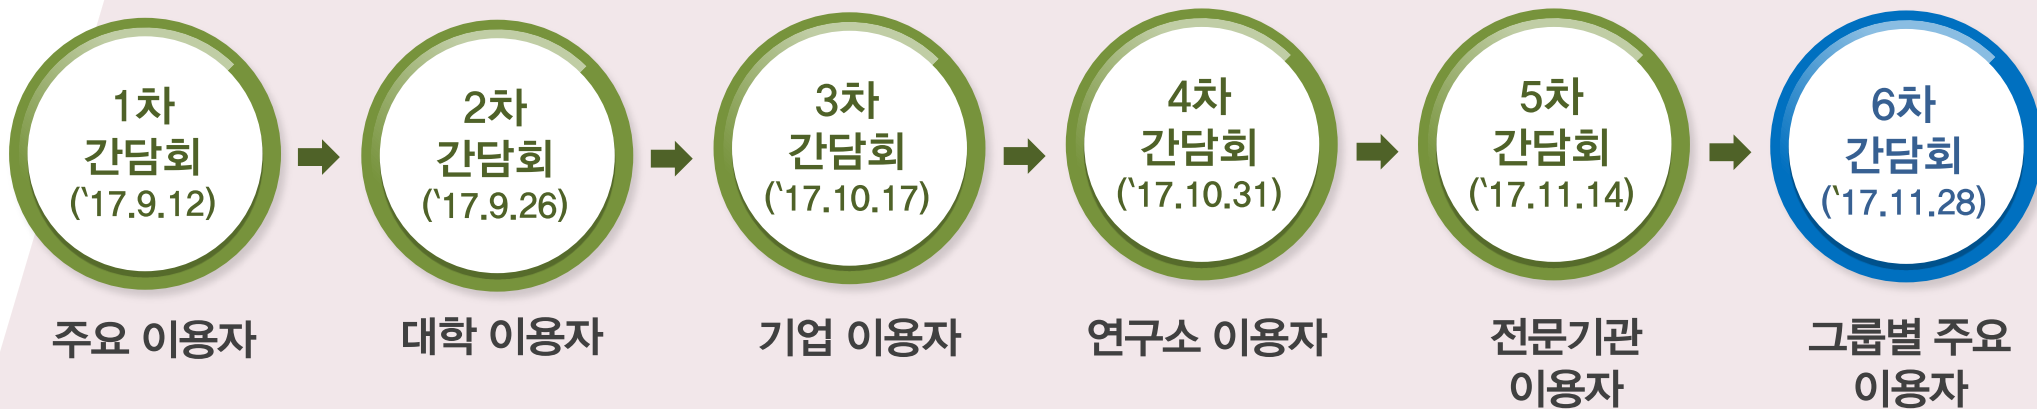 1차
간담회
(‘17.9.12)
주요 이용자
2차
간담회
(‘17.9.26)
대학 이용자
3차
간담회
(‘17.10.17)
기업 이용자
4차
간담회
(‘17.10.31)
연구소 이용자
5차
간담회
(‘17.11.14)
전문기관
이용자
6차
간담회
(‘17.11.28)
그룹별 주요
이용자